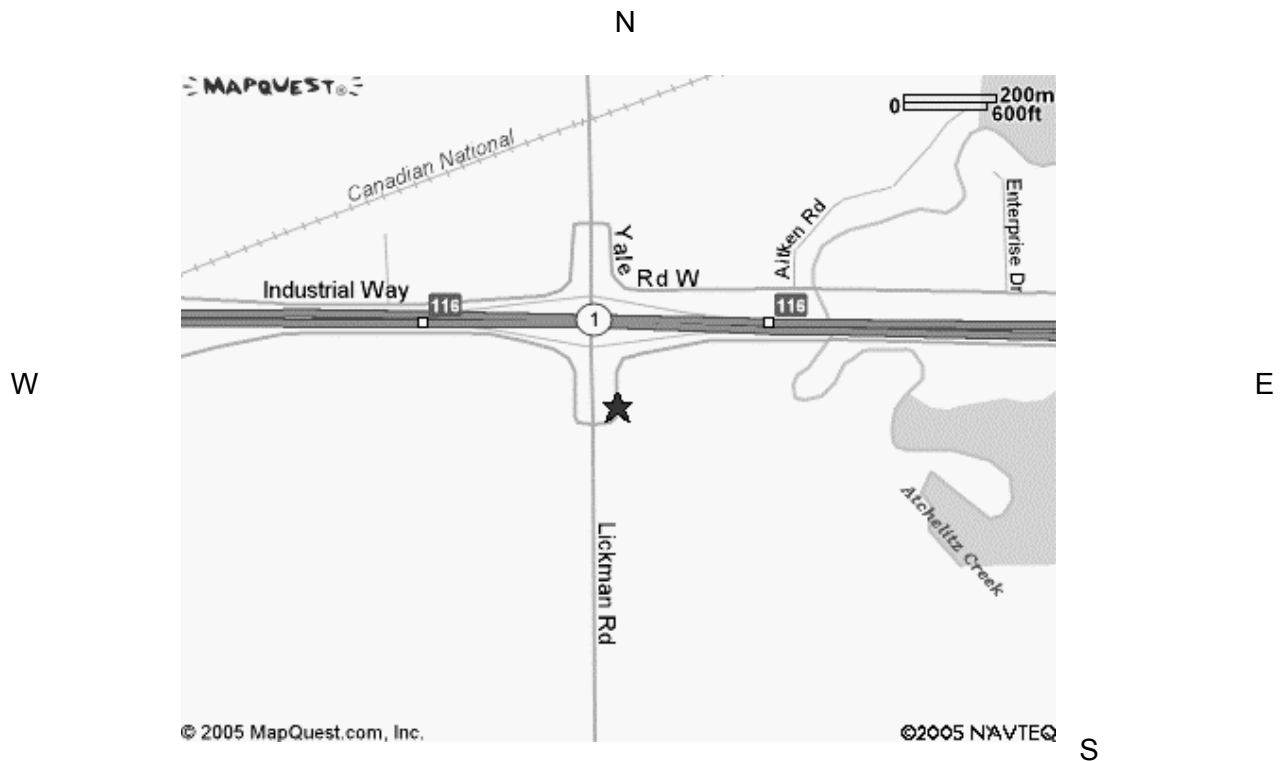 N
MAPQUEST®
0 200m
600ft
Canadian National
Enterprise Dr
Aitken Rd
Yale
Rd W
Industrial Way
116
116
1
W
E
Atchelitz Creek
Lickman Rd
© 2005 MapQuest.com, Inc.
©2005 NAVTEQ
S